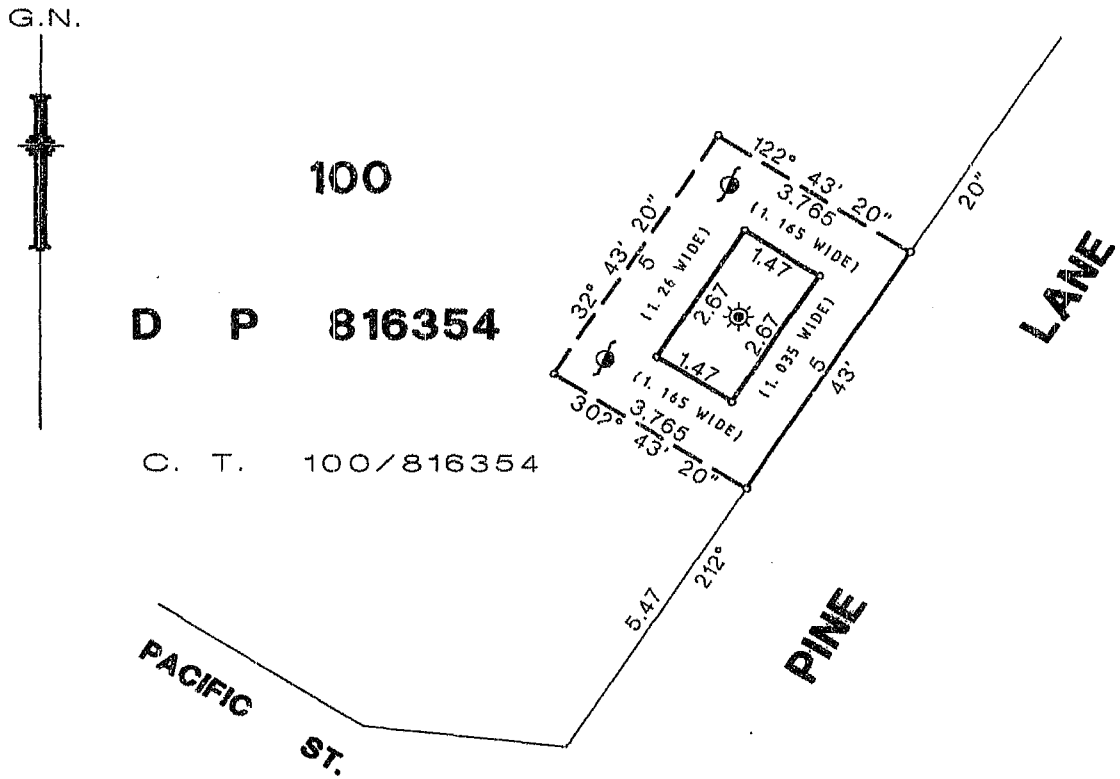 G.N.
100
D P 816354
C. T. 100/816354
122° 43' 20"
3.765
(1.165 WIDE)
1.47
32° 43' 20"
5
(1.26 WIDE)
2.67
2.67
(1.035 WIDE)
1.47
(1.165 WIDE)
3.765
302° 43' 20"
5
212° 43' 20"
5.47
PINE LANE
PACIFIC ST.